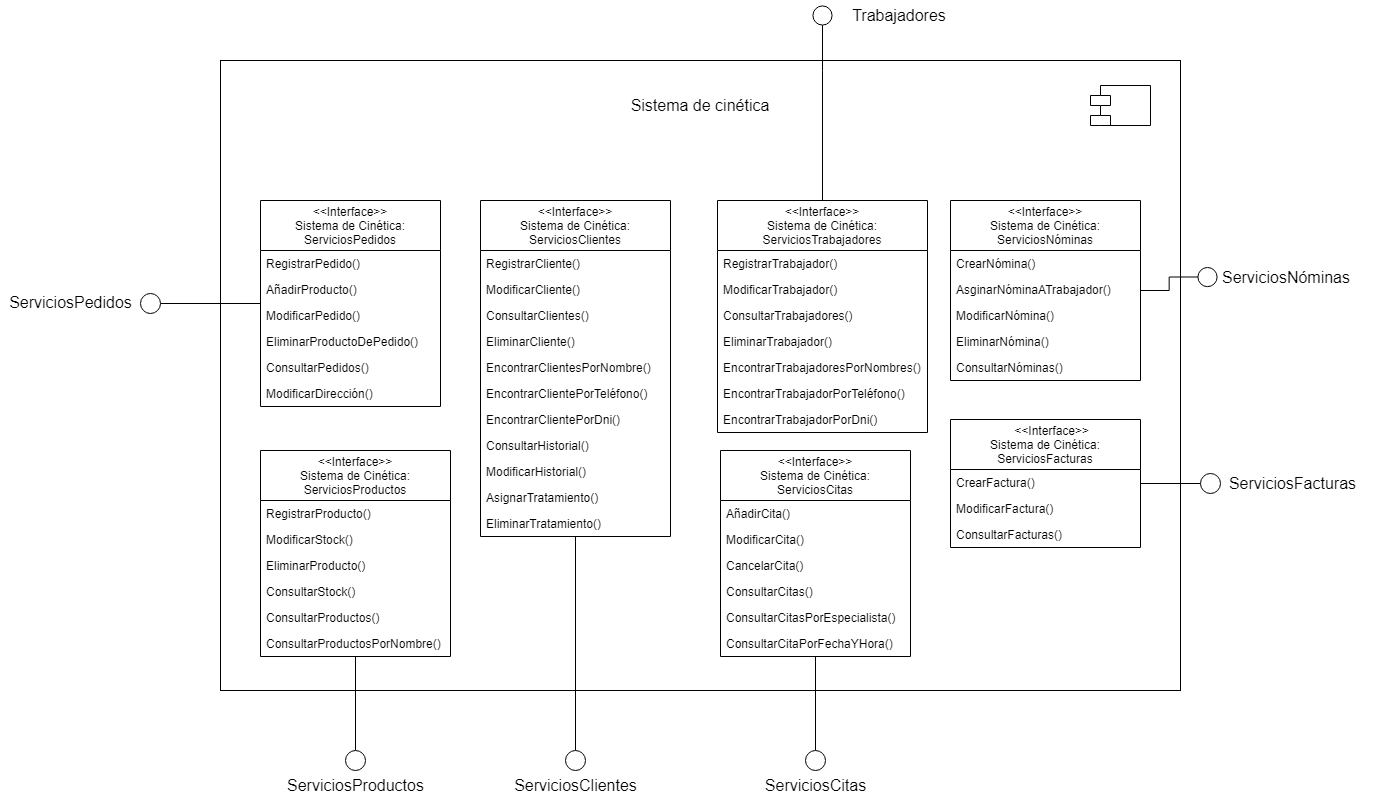 Trabajadores
Sistema de cinética
<<Interface>>
Sistema de Cinética:
ServiciosPedidos
RegistrarPedido()
AñadirProducto()
ModificarPedido()
EliminarProductoDePedido()
ConsultarPedidos()
ModificarDirección()
<<Interface>>
Sistema de Cinética:
ServiciosClientes
RegistrarCliente()
ModificarCliente()
ConsultarClientes()
EliminarCliente()
EncontrarClientesPorNombre()
EncontrarClientePorTeléfono()
EncontrarClientePorDni()
ConsultarHistorial()
ModificarHistorial()
AsignarTratamiento()
EliminarTratamiento()
<<Interface>>
Sistema de Cinética:
ServiciosTrabajadores
RegistrarTrabajador()
ModificarTrabajador()
ConsultarTrabajadores()
EliminarTrabajador()
EncontrarTrabajadoresPorNombres()
EncontrarTrabajadorPorTeléfono()
EncontrarTrabajadorPorDni()
<<Interface>>
Sistema de Cinética:
ServiciosNóminas
CrearNómina()
AsginarNóminaATrabajador()
ModificarNómina()
EliminarNómina()
ConsultarNóminas()
ServiciosNóminas
ServiciosPedidos
<<Interface>>
Sistema de Cinética:
ServiciosProductos
RegistrarProducto()
ModificarStock()
EliminarProducto()
ConsultarStock()
ConsultarProductos()
ConsultarProductosPorNombre()
<<Interface>>
Sistema de Cinética:
ServiciosCitas
AñadirCita()
ModificarCita()
CancelarCita()
ConsultarCitas()
ConsultarCitasPorEspecialista()
ConsultarCitaPorFechaYHora()
<<Interface>>
Sistema de Cinética:
ServiciosFacturas
CrearFactura()
ModificarFactura()
ConsultarFacturas()
ServiciosFacturas
ServiciosProductos
ServiciosClientes
ServiciosCitas